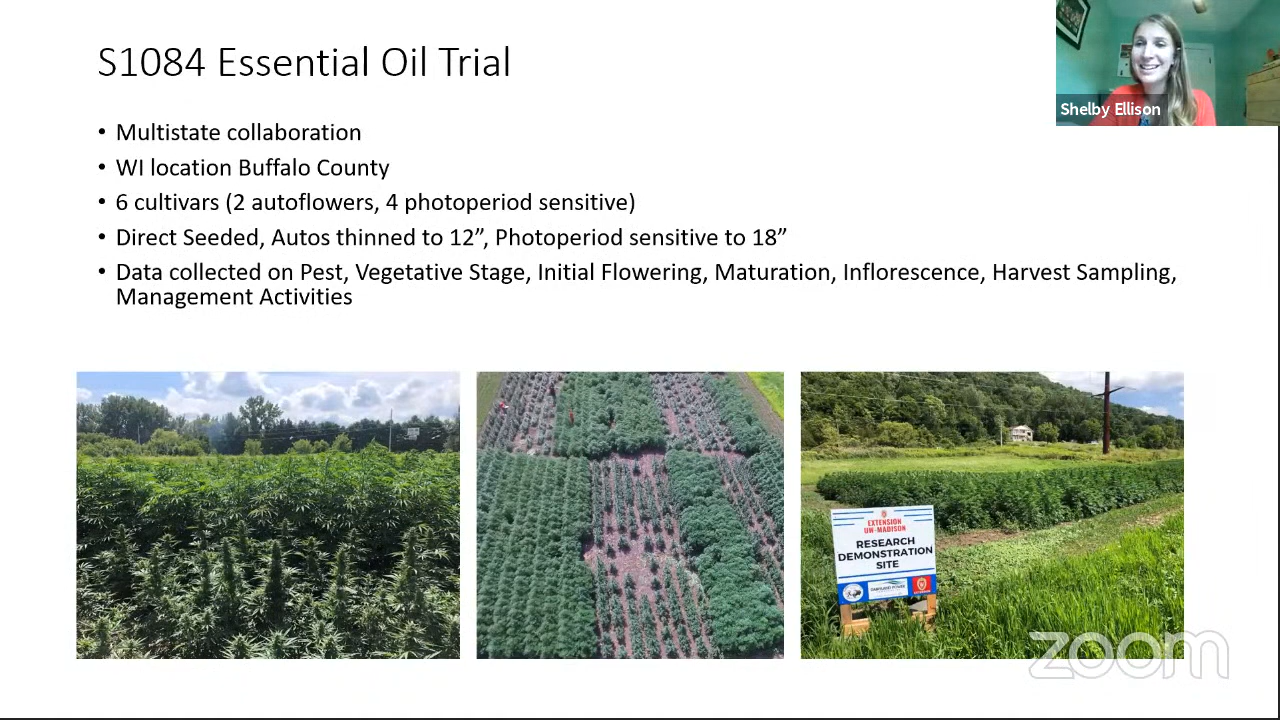 S1084 Essential Oil Trial
Shelby Ellison
• Multistate collaboration
• WI location Buffalo County
• 6 cultivars (2 autoflowers, 4 photoperiod sensitive)
• Direct Seeded, Autos thinned to 12”, Photoperiod sensitive to 18”
• Data collected on Pest, Vegetative Stage, Initial Flowering, Maturation, Inflorescence, Harvest Sampling,
Management Activities
EXTENSION
UW-MADISON
RESEARCH
DEMONSTRATION
SITE
zoom